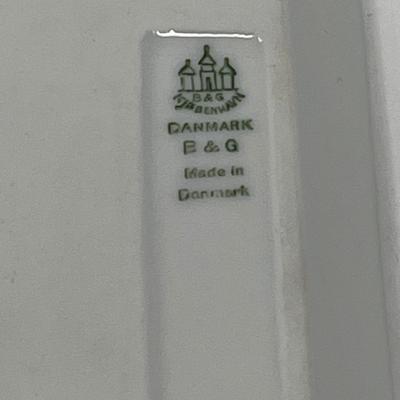 B & G
KJØBENHAVN
DANMARK
B & G
Made in
Danmark